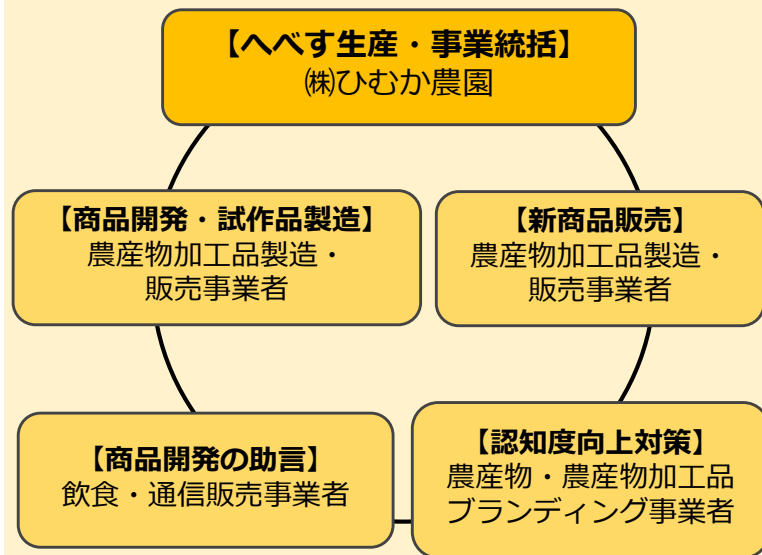 【へべす生産・事業統括】
㈱ひむか農園
【商品開発・試作品製造】
農産物加工品製造・
販売事業者
【新商品販売】
農産物加工品製造・
販売事業者
【商品開発の助言】
飲食・通信販売事業者
【認知度向上対策】
農産物・農産物加工品
ブランディング事業者